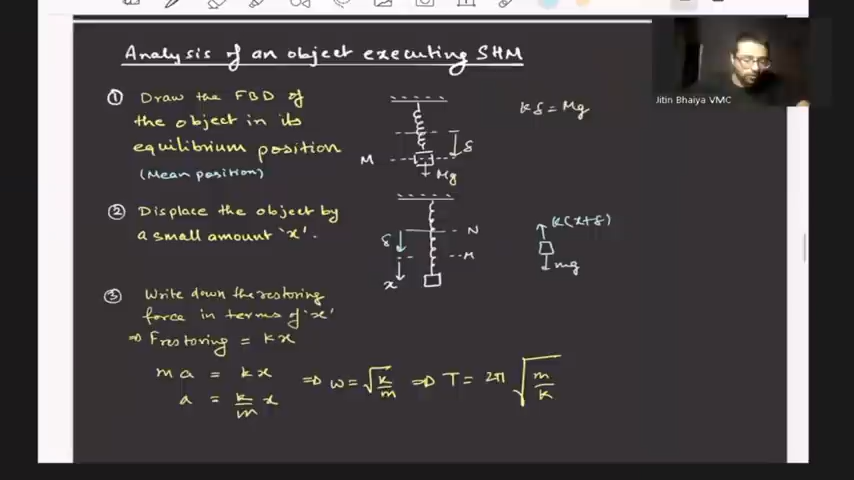 Analysis of an object executing SHM
① Draw the FBD of
the object in its
equilibrium position
(Mean position)
kδ = Mg
δ
M
Mg
② Displace the object by
a small amount 'x'.
N
δ
M
x
k(x+δ)
mg
③ Write down the restoring
force in terms of 'x'
⇒ Frestoring = kx
ma = kx ⇒ ω = √k/m ⇒ T = 2π √m/k
a = k/m x
Jitin Bhaiya VMC